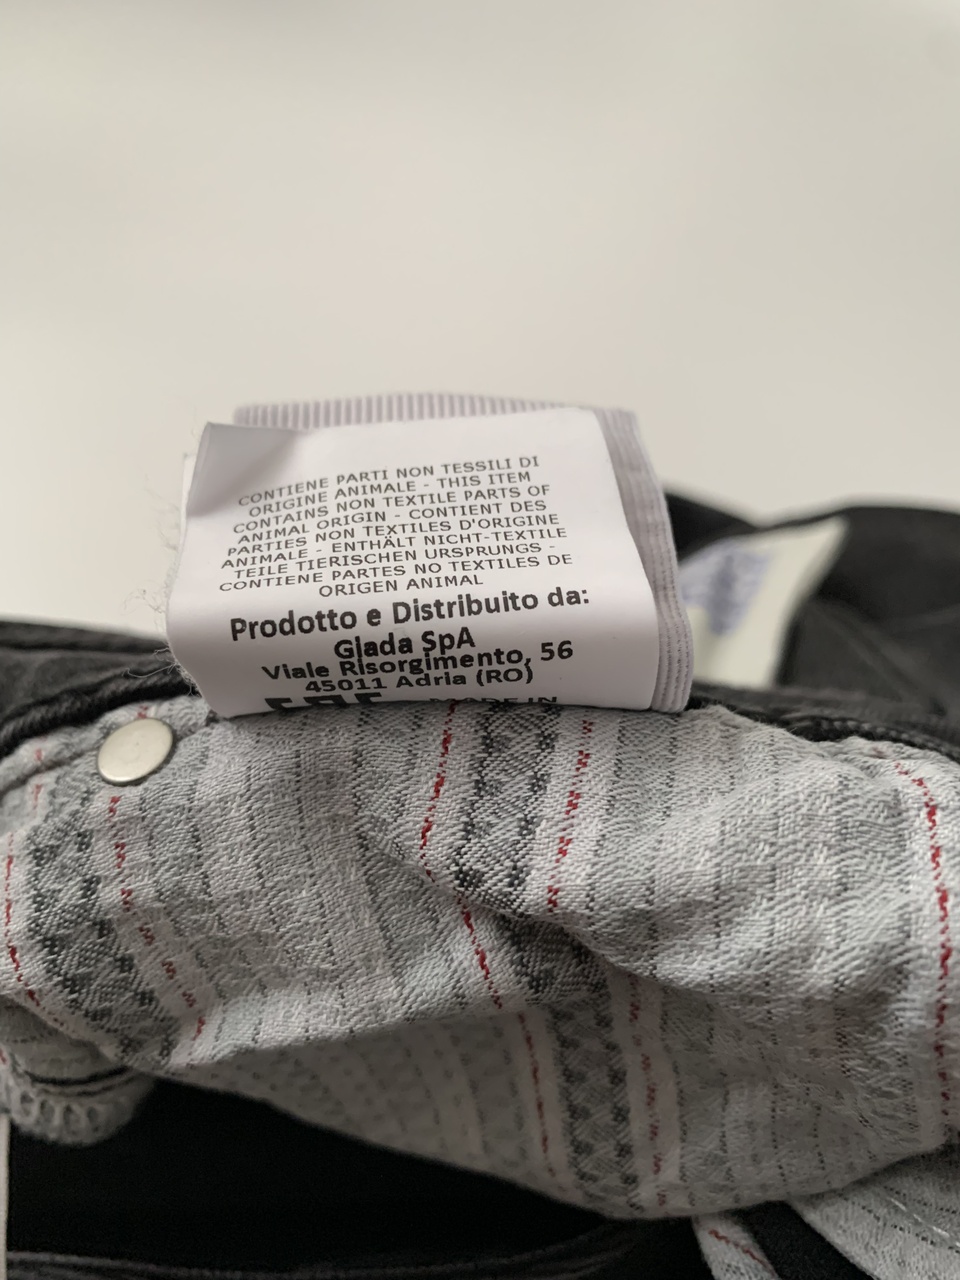 CONTIENE PARTI NON TESSILI DI
ORIGINE ANIMALE - THIS ITEM
CONTAINS NON TEXTILE PARTS OF
ANIMAL ORIGIN - CONTIENT DES
PARTIES NON TEXTILES D'ORIGINE
ANIMALE - ENTHÄLT NICHT-TEXTILE
TEILE TIERISCHEN URSPRUNGS -
CONTIENE PARTES NO TEXTILES DE
ORIGEN ANIMAL
Prodotto e Distribuito da:
Giada SpA
Viale Risorgimento, 56
45011 Adria (RO)
MADE IN